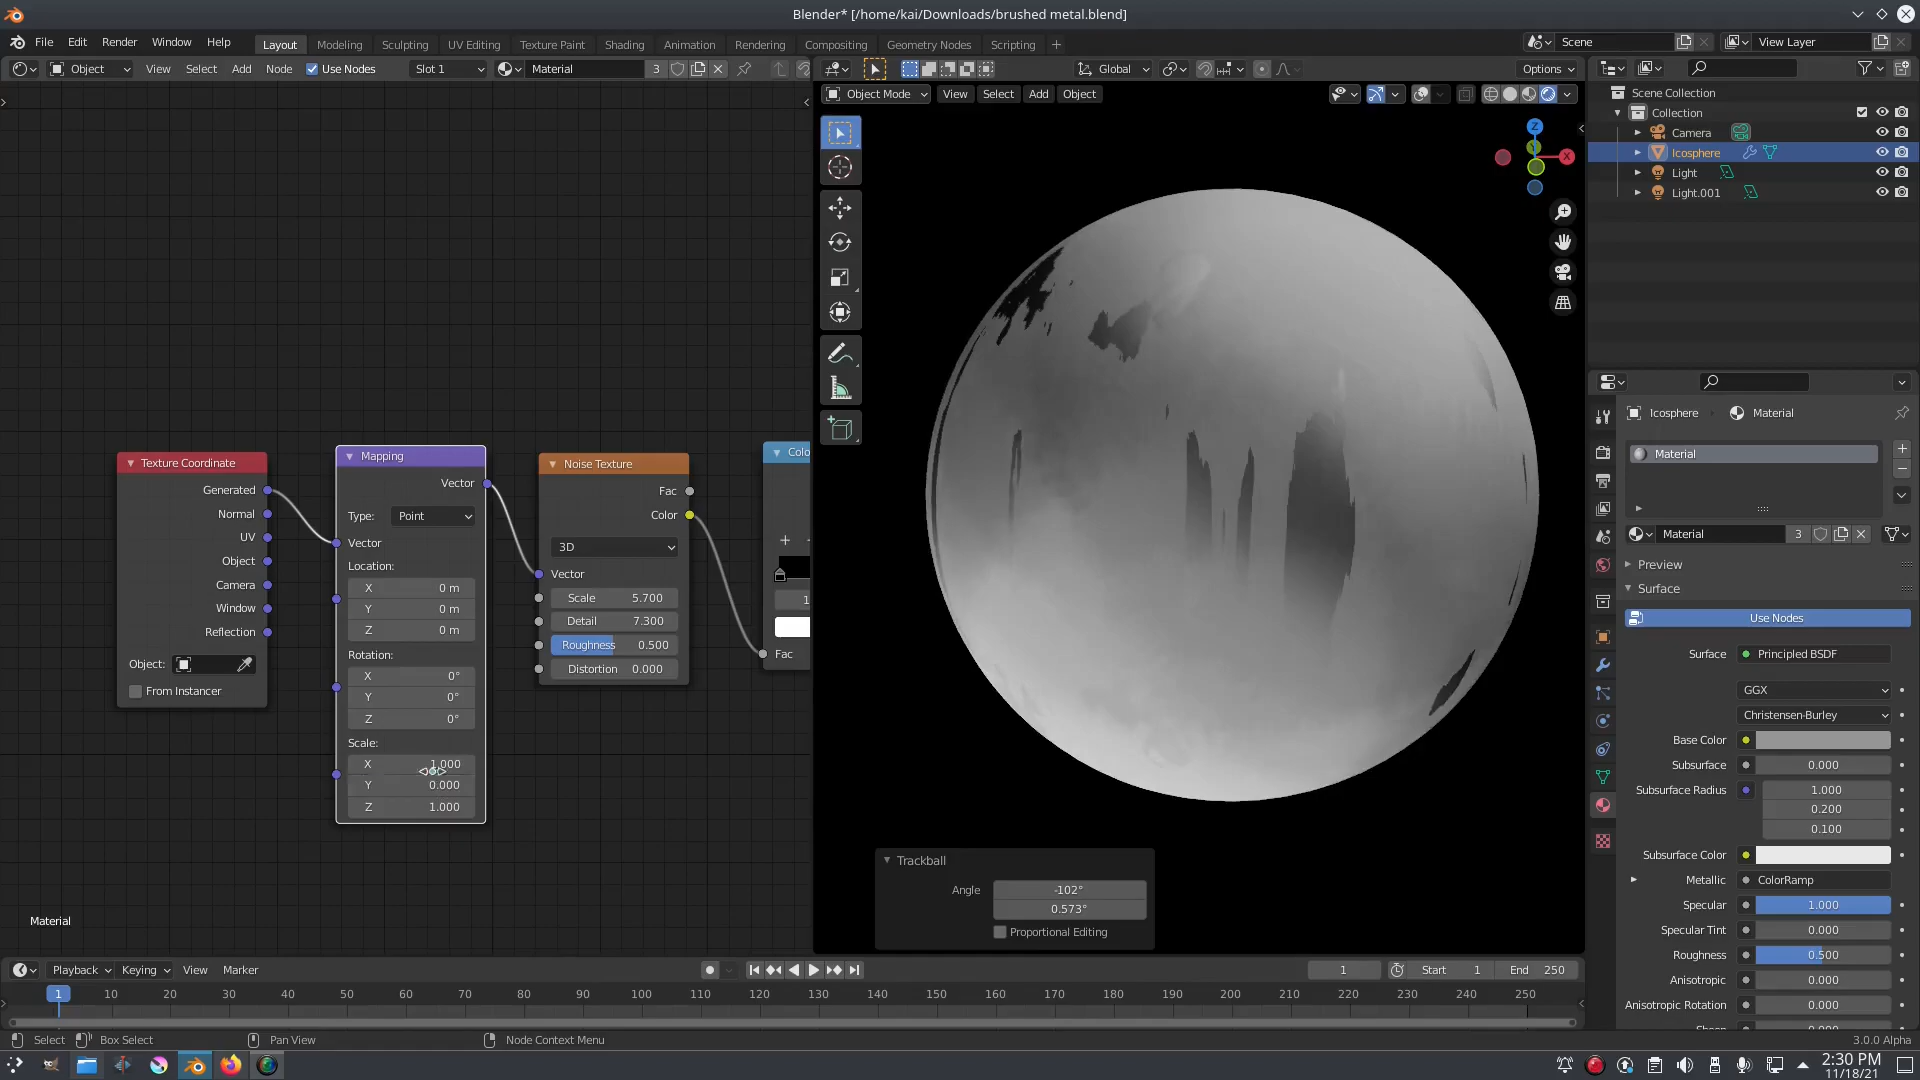 Blender* [/home/kai/Downloads/brushed metal.blend]
File Edit Render Window Help Layout Modeling Sculpting UV Editing Texture Paint Shading Animation Rendering Compositing Geometry Nodes Scripting + Scene View Layer
Object View Select Add Node Use Nodes Slot 1 Material 3 Global Options
Object Mode View Select Add Object
Scene Collection
Collection
Camera
Icosphere
Light
Light.001
Z
X
Texture Coordinate
Generated
Normal
UV
Object
Camera
Window
Reflection
Object:
From Instancer
Mapping
Vector
Type: Point
Vector
Location:
X 0 m
Y 0 m
Z 0 m
Rotation:
X 0°
Y 0°
Z 0°
Scale:
X 1.000
Y 0.000
Z 1.000
Noise Texture
Fac
Color
3D
Vector
Scale 5.700
Detail 7.300
Roughness 0.500
Distortion 0.000
Colo
Fac
Material
Trackball
Angle -102°
0.573°
Proportional Editing
Icosphere > Material
Material
Material 3
Preview
Surface
Use Nodes
Surface Principled BSDF
GGX
Christensen-Burley
Base Color
Subsurface 0.000
Subsurface Radius 1.000
0.200
0.100
Subsurface Color
Metallic ColorRamp
Specular 1.000
Specular Tint 0.000
Roughness 0.500
Anisotropic 0.000
Anisotropic Rotation 0.000
Playback Keying View Marker 1 Start 1 End 250
1 10 20 30 40 50 60 70 80 90 100 110 120 130 140 150 160 170 180 190 200 210 220 230 240 250
Select Box Select Pan View Node Context Menu 3.0.0 Alpha
2:30 PM
11/18/21